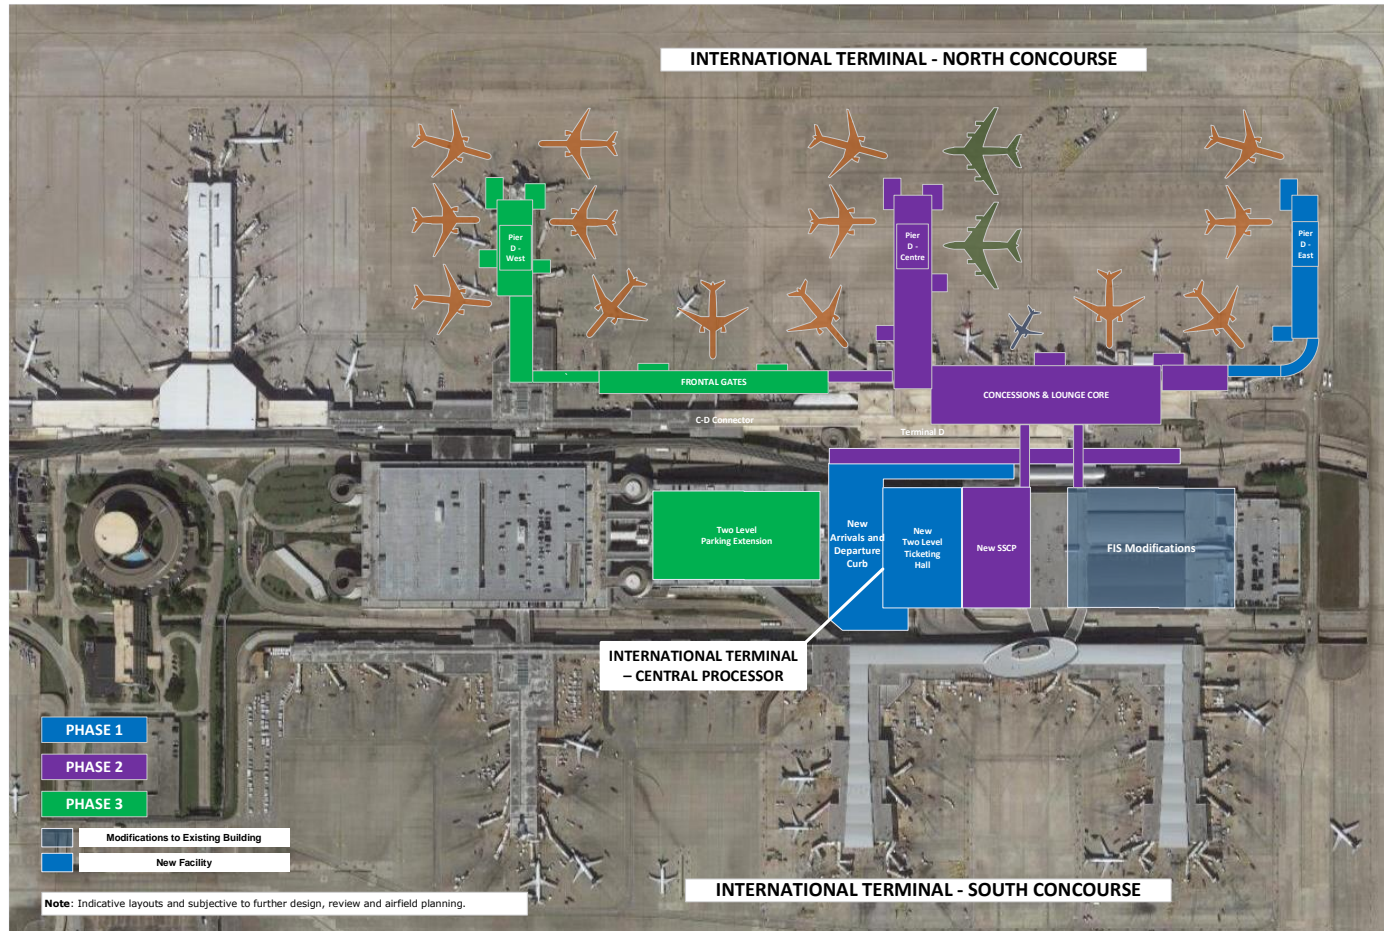 INTERNATIONAL TERMINAL - NORTH CONCOURSE
Pier
D -
West
Pier
D -
Centre
Pier
D -
East
FRONTAL GATES
CONCESSIONS & LOUNGE CORE
C-D Connector
Terminal D
Two Level
Parking Extension
New
Arrivals and
Departure
Curb
New
Two Level
Ticketing
Hall
New SSCP
FIS Modifications
INTERNATIONAL TERMINAL
– CENTRAL PROCESSOR
PHASE 1
PHASE 2
PHASE 3
Modifications to Existing Building
New Facility
INTERNATIONAL TERMINAL - SOUTH CONCOURSE
Note: Indicative layouts and subjective to further design, review and airfield planning.